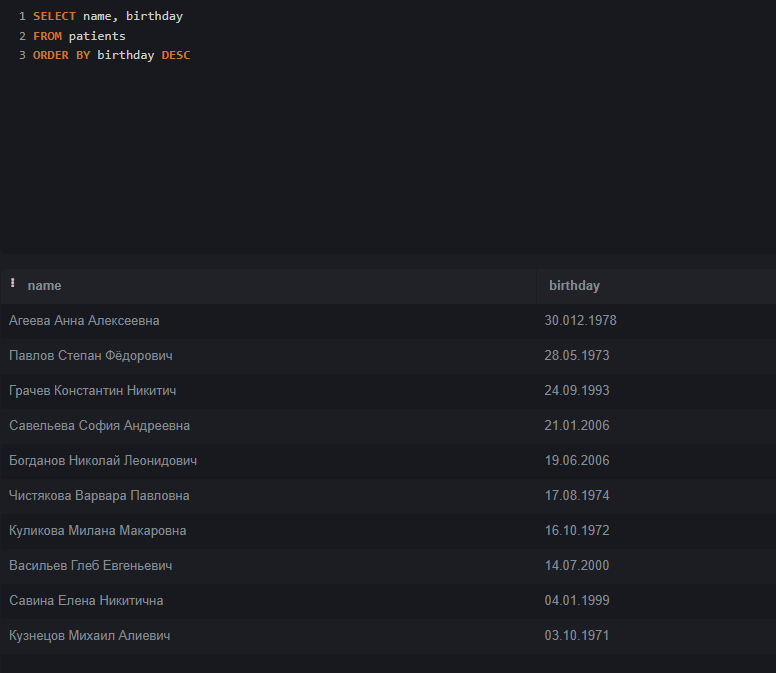 1 SELECT name, birthday
2 FROM patients
3 ORDER BY birthday DESC
name birthday
Агеева Анна Алексеевна 30.012.1978
Павлов Степан Фёдорович 28.05.1973
Грачев Константин Никитич 24.09.1993
Савельева София Андреевна 21.01.2006
Богданов Николай Леонидович 19.06.2006
Чистякова Варвара Павловна 17.08.1974
Куликова Милана Макаровна 16.10.1972
Васильев Глеб Евгеньевич 14.07.2000
Савина Елена Никитична 04.01.1999
Кузнецов Михаил Алиевич 03.10.1971